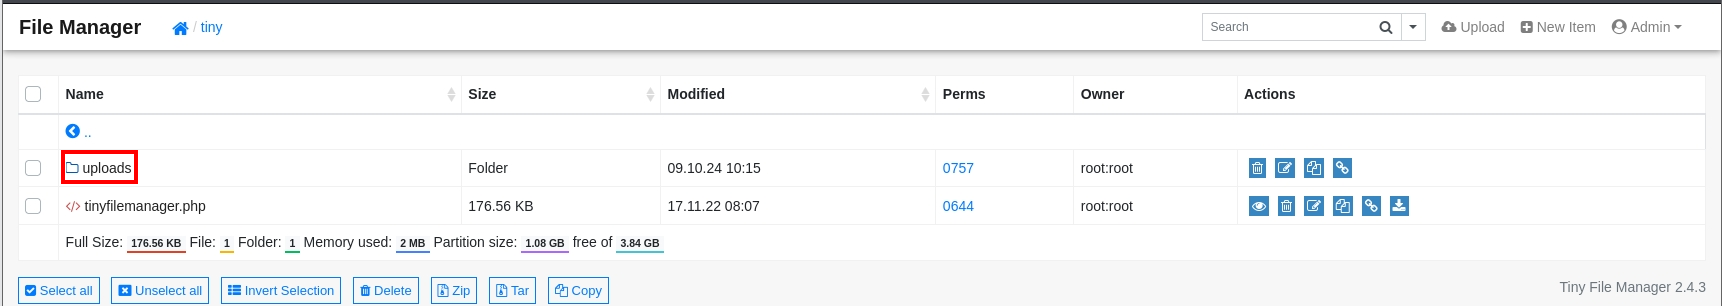 File Manager / tiny Search Upload New Item Admin
Name Size Modified Perms Owner Actions
..
uploads Folder 09.10.24 10:15 0757 root:root
</> tinyfilemanager.php 176.56 KB 17.11.22 08:07 0644 root:root
Full Size: 176.56 KB File: 1 Folder: 1 Memory used: 2 MB Partition size: 1.08 GB free of 3.84 GB
Select all Unselect all Invert Selection Delete Zip Tar Copy Tiny File Manager 2.4.3